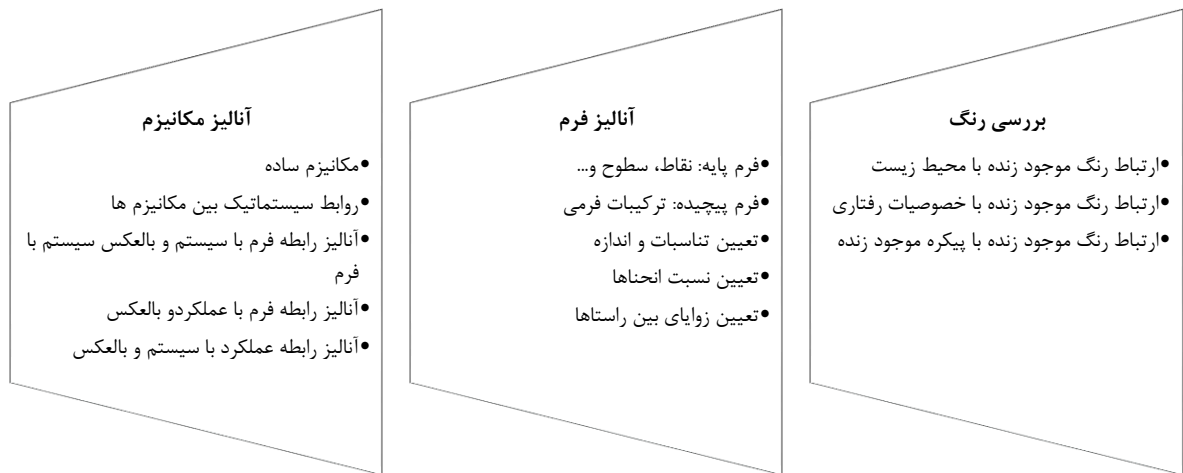 بررسی رنگ
•ارتباط رنگ موجود زنده با محیط زیست
•ارتباط رنگ موجود زنده با خصوصیات رفتاری
•ارتباط رنگ موجود زنده با پیکره موجود زنده
آنالیز فرم
•فرم پایه: نقاط، سطوح و...
•فرم پیچیده: ترکیبات فرمی
•تعیین تناسبات و اندازه
•تعیین نسبت انحناها
•تعیین زوایای بین راستاها
آنالیز مکانیزم
•مکانیزم ساده
•روابط سیستماتیک بین مکانیزم ها
•آنالیز رابطه فرم با سیستم و بالعکس سیستم با
فرم
•آنالیز رابطه فرم با عملکردو بالعکس
•آنالیز رابطه عملکرد با سیستم و بالعکس